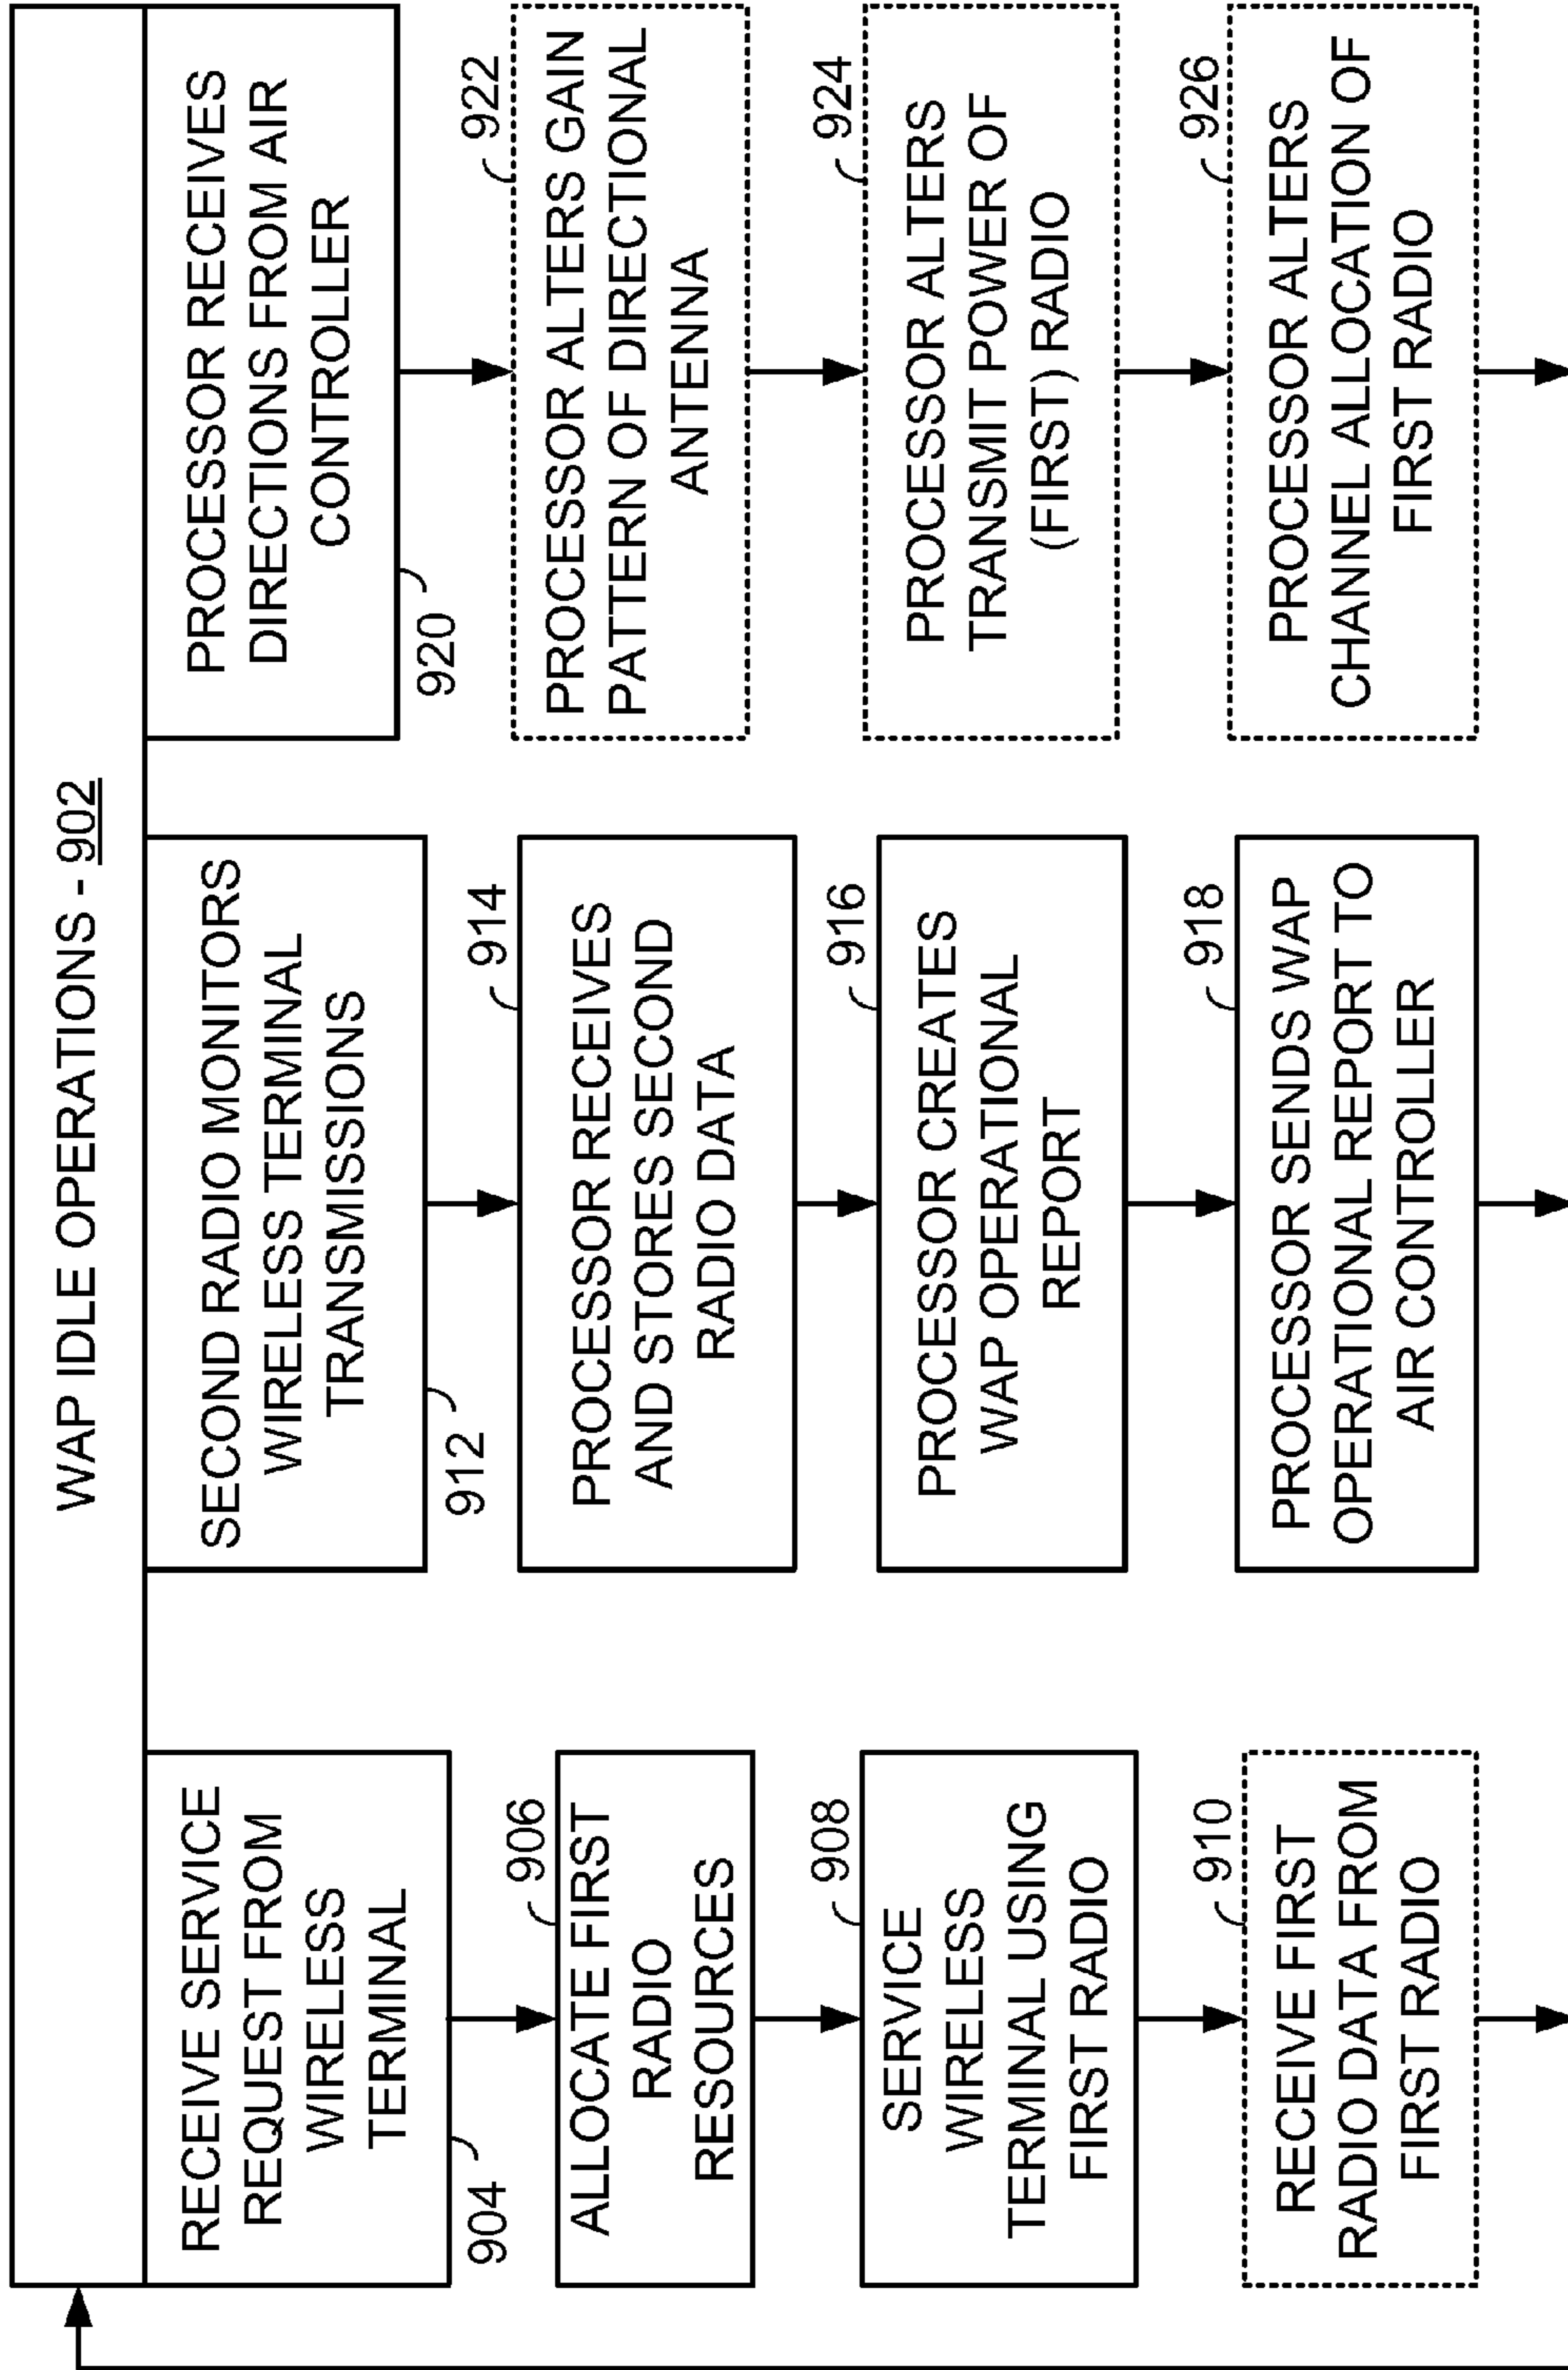 WAP IDLE OPERATIONS - 902
RECEIVE SERVICE
REQUEST FROM
WIRELESS
TERMINAL
904
ALLOCATE FIRST
RADIO
RESOURCES
906
SERVICE
WIRELESS
TERMINAL USING
FIRST RADIO
908
RECEIVE FIRST
RADIO DATA FROM
FIRST RADIO
910
SECOND RADIO MONITORS
WIRELESS TERMINAL
TRANSMISSIONS
912
PROCESSOR RECEIVES
AND STORES SECOND
RADIO DATA
914
PROCESSOR CREATES
WAP OPERATIONAL
REPORT
916
PROCESSOR SENDS WAP
OPERATIONAL REPORT TO
AIR CONTROLLER
918
PROCESSOR RECEIVES
DIRECTIONS FROM AIR
CONTROLLER
920
PROCESSOR ALTERS GAIN
PATTERN OF DIRECTIONAL
ANTENNA
922
PROCESSOR ALTERS
TRANSMIT POWER OF
(FIRST) RADIO
924
PROCESSOR ALTERS
CHANNEL ALLOCATION OF
FIRST RADIO
926